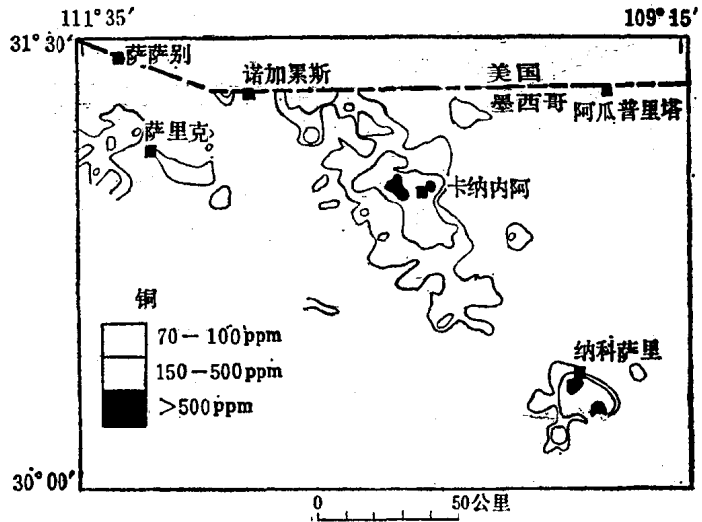 111°35′
109°15′
31°30′
萨萨别
诺加累斯
美国
墨西哥
阿瓜普里塔
萨里克
卡纳内阿
铜
70-100ppm
150-500ppm
>500ppm
纳科萨里
30°00′
0 50公里